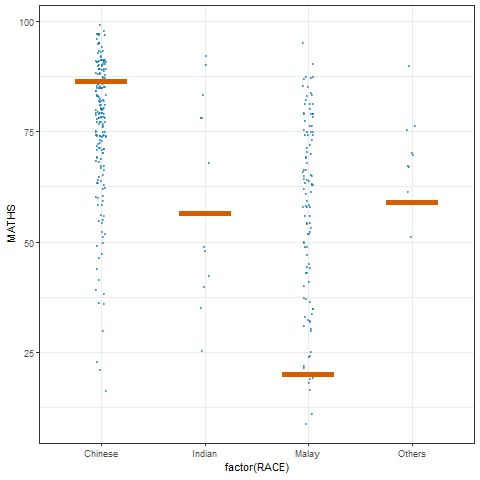 100
75
50
25
MATHS
Chinese
Indian
Malay
Others
factor(RACE)